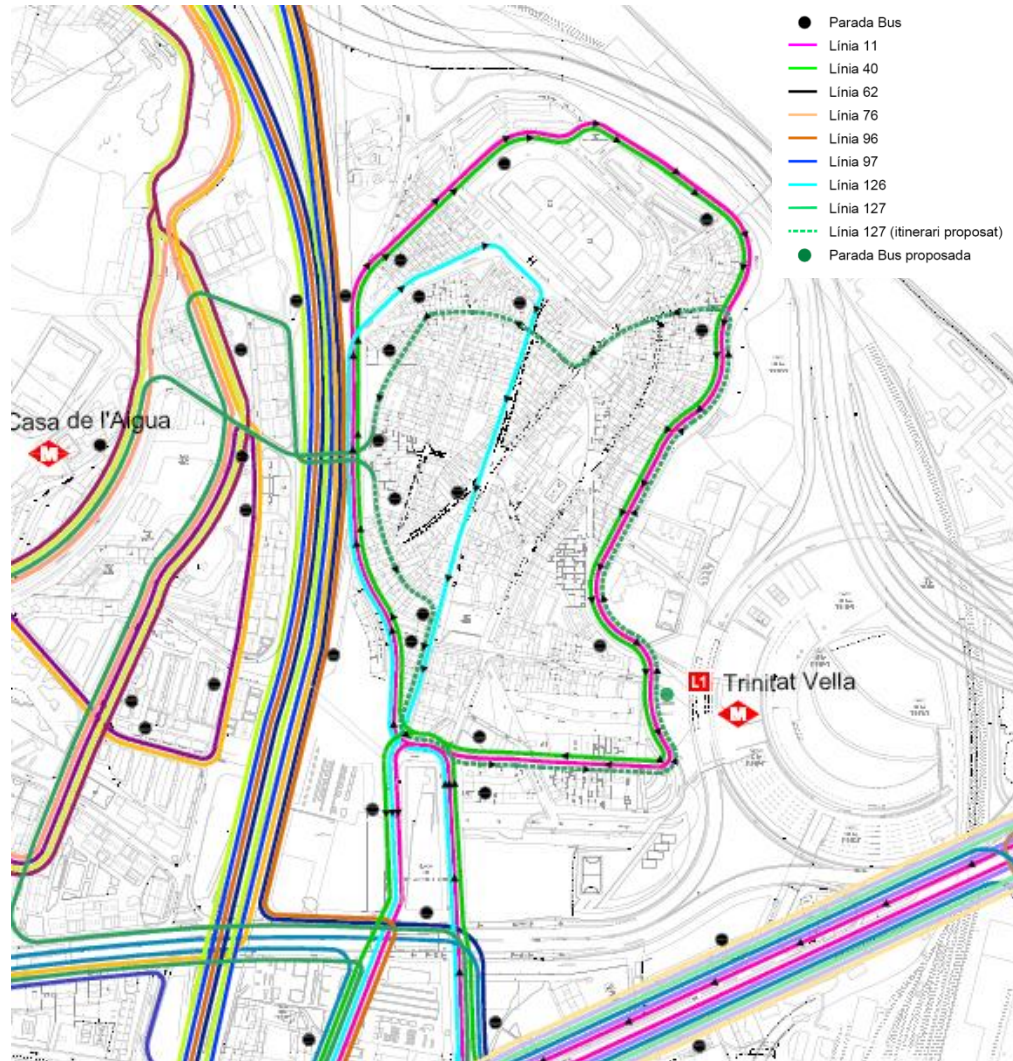 Parada Bus
Línia 11
Línia 40
Línia 62
Línia 76
Línia 96
Línia 97
Línia 126
Línia 127
Línia 127 (itinerari proposat)
Parada Bus proposada
Casa de l'Aigua
M
L1 Trinitat Vella
M